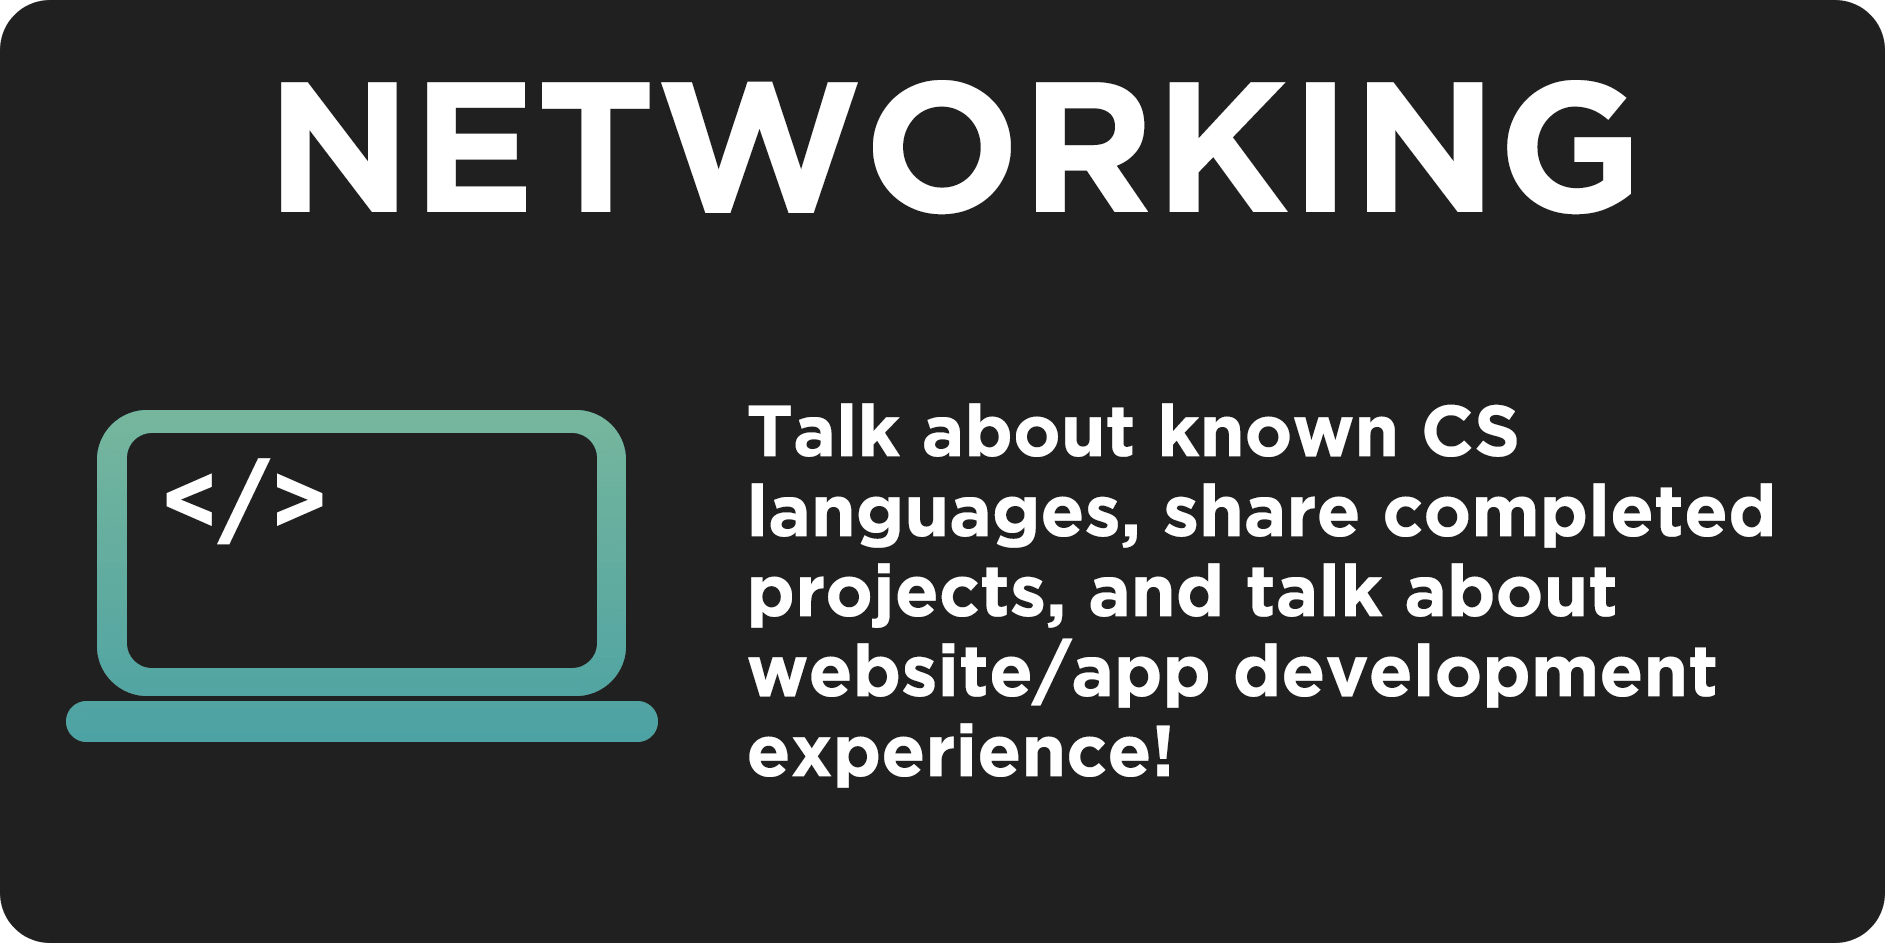 NETWORKING
</>
Talk about known CS
languages, share completed
projects, and talk about
website/app development
experience!